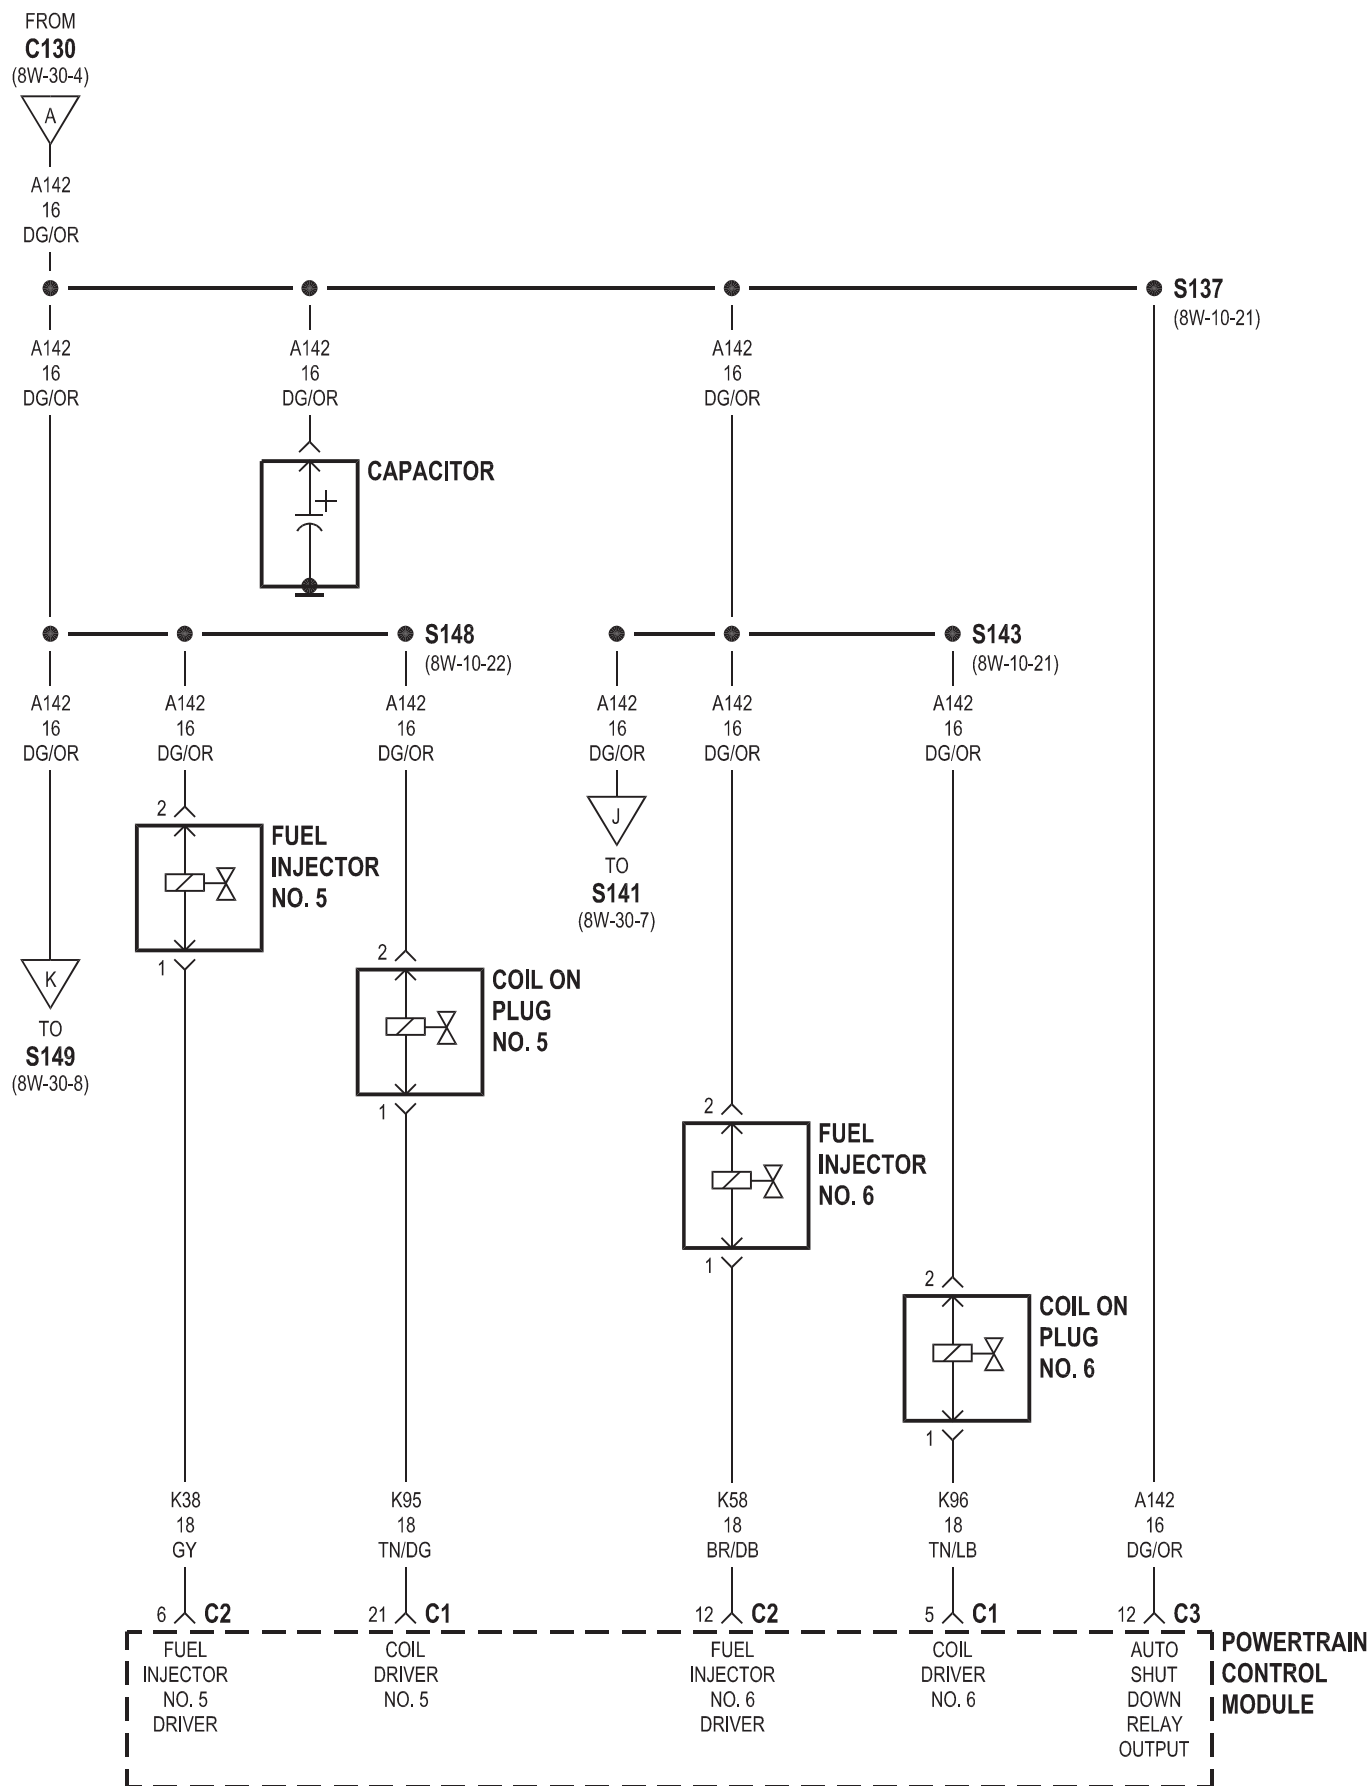 FROM
C130
(8W-30-4)
A
A142
16
DG/OR
S137
(8W-10-21)
A142
16
DG/OR
A142
16
DG/OR
A142
16
DG/OR
CAPACITOR
+
S148
(8W-10-22)
S143
(8W-10-21)
A142
16
DG/OR
A142
16
DG/OR
A142
16
DG/OR
A142
16
DG/OR
A142
16
DG/OR
A142
16
DG/OR
2
FUEL
INJECTOR
NO. 5
1
J
TO
S141
(8W-30-7)
K
TO
S149
(8W-30-8)
2
COIL ON
PLUG
NO. 5
1
2
FUEL
INJECTOR
NO. 6
1
2
COIL ON
PLUG
NO. 6
1
K38
18
GY
K95
18
TN/DG
K58
18
BR/DB
K96
18
TN/LB
A142
16
DG/OR
6 C2
21 C1
12 C2
5 C1
12 C3
FUEL
INJECTOR
NO. 5
DRIVER
COIL
DRIVER
NO. 5
FUEL
INJECTOR
NO. 6
DRIVER
COIL
DRIVER
NO. 6
AUTO
SHUT
DOWN
RELAY
OUTPUT
POWERTRAIN
CONTROL
MODULE